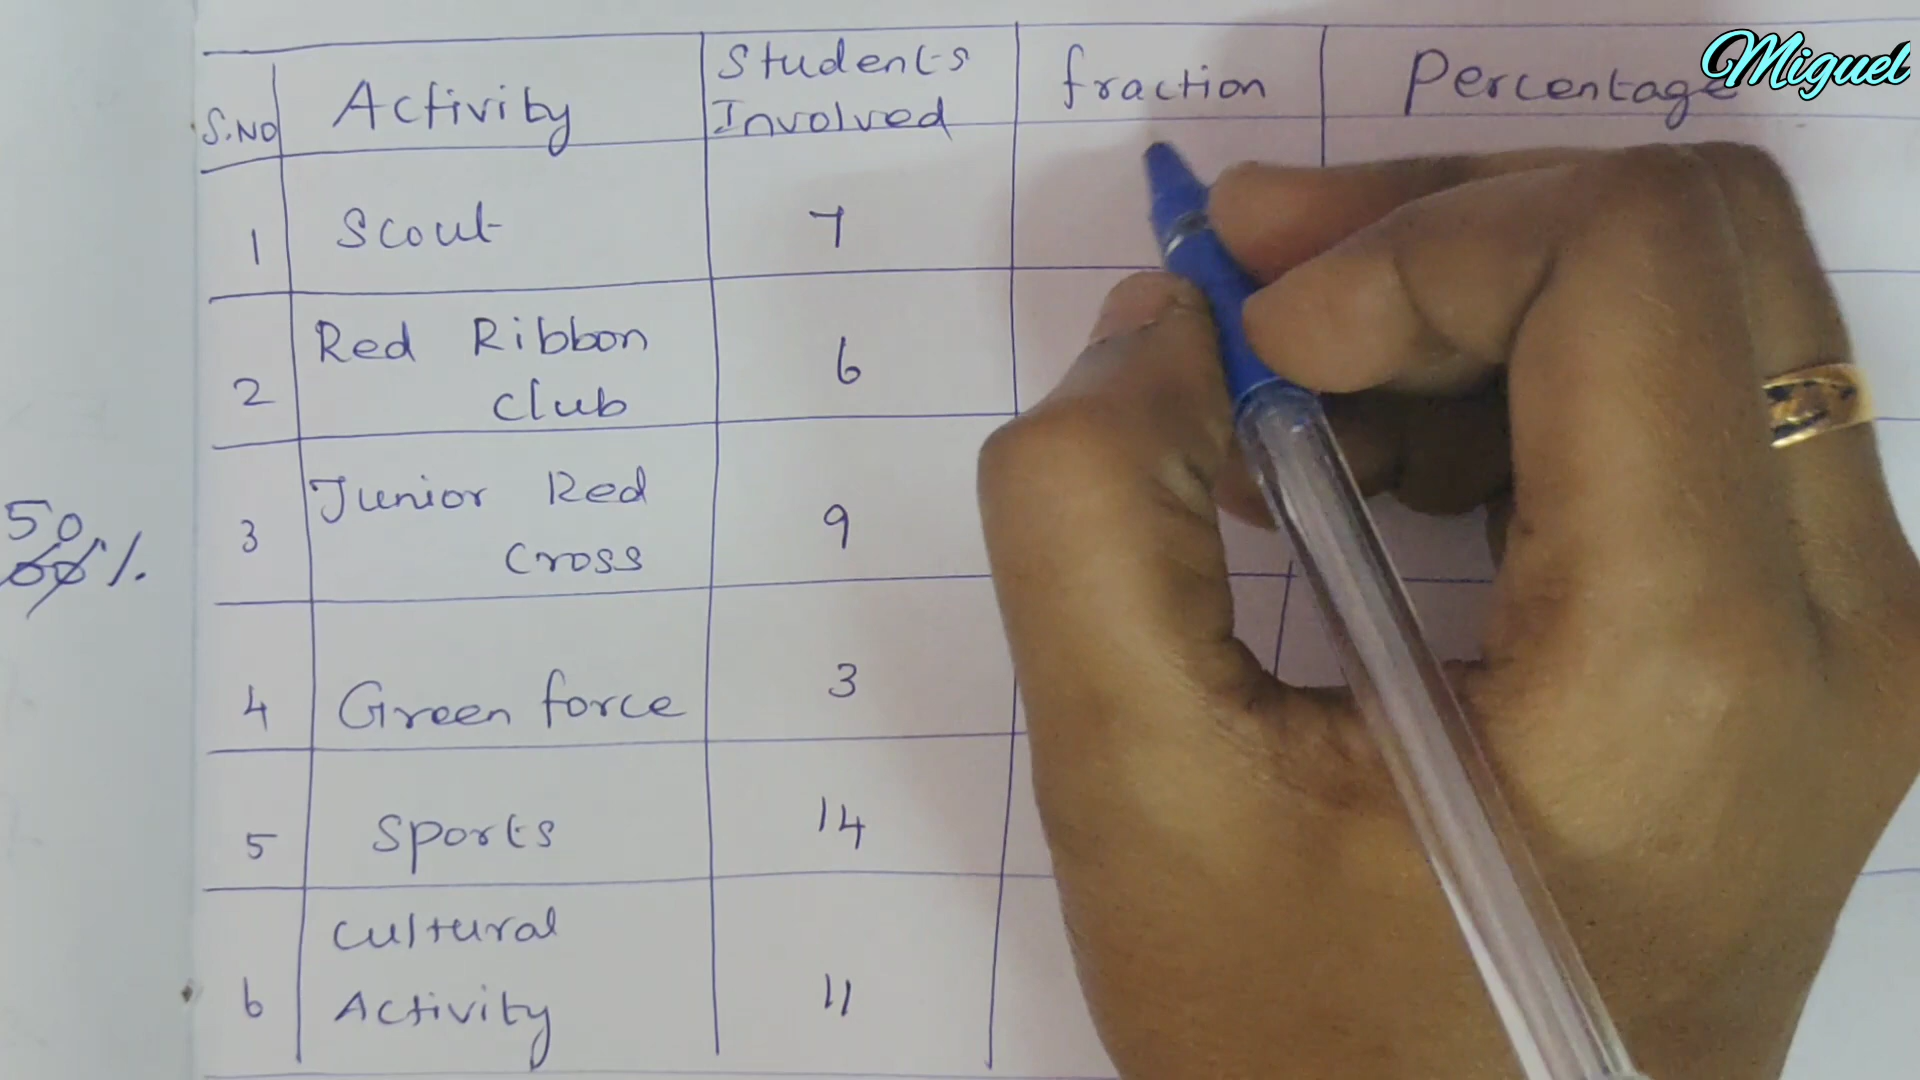 S.NO Activity Students Involved fraction Percentage
Miguel
1 Scout 7
2 Red Ribbon Club 6
3 Junior Red Cross 9
4 Green force 3
5 Sports 14
6 Cultural Activity 11
50